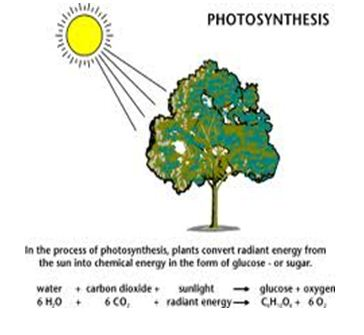 PHOTOSYNTHESIS
In the process of photosynthesis, plants convert radiant energy from
the sun into chemical energy in the form of glucose - or sugar.
water + carbon dioxide + sunlight → glucose + oxygen
6 H₂O + 6 CO₂ + radiant energy → C₆H₁₂O₆ + 6 O₂